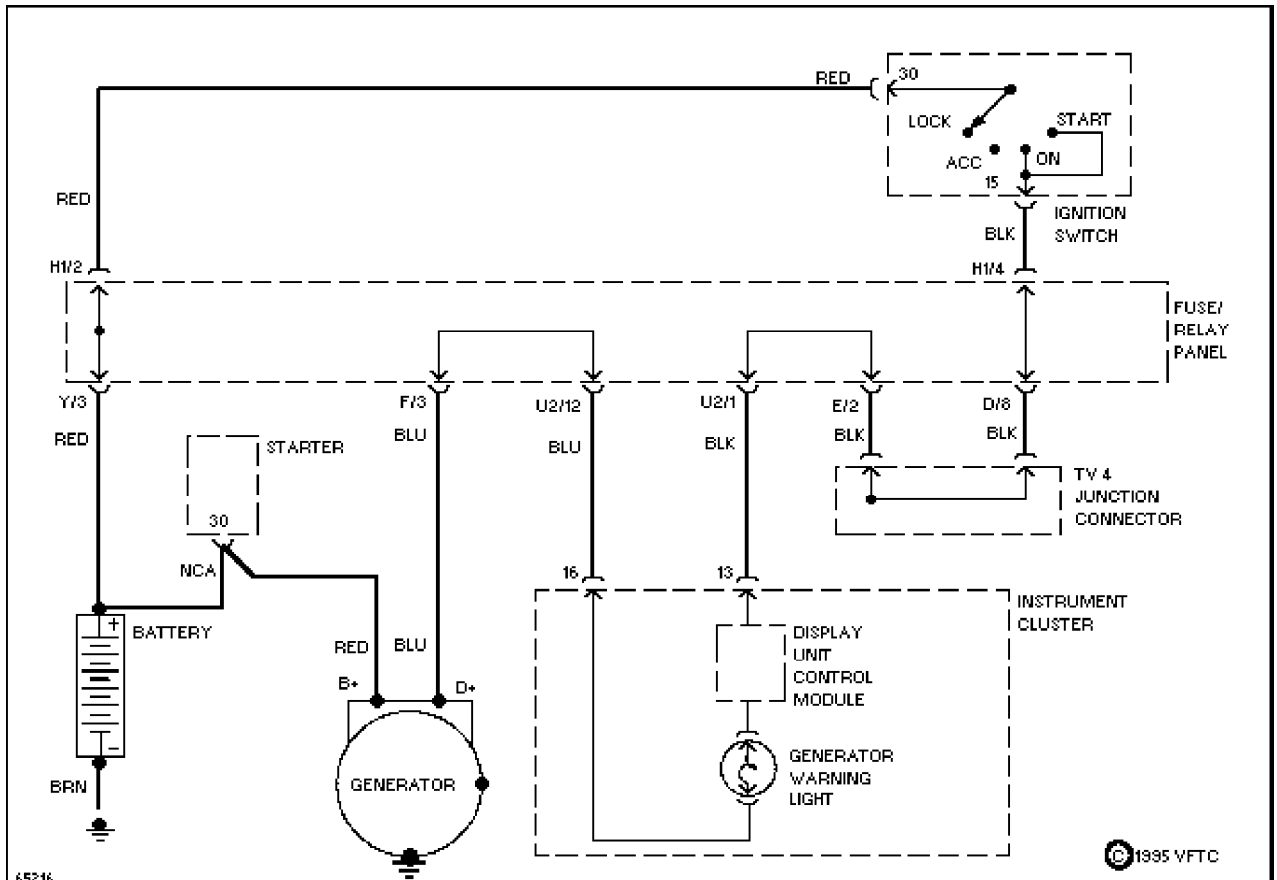 RED
30
LOCK
START
ACC
ON
15
IGNITION
SWITCH
RED
BLK
H1/2
H1/4
FUSE/
RELAY
PANEL
Y/3
F/3
U2/12
U2/1
E/2
D/8
RED
BLU
BLU
BLK
BLK
BLK
STARTER
30
TV 4
JUNCTION
CONNECTOR
NCA
16
13
INSTRUMENT
CLUSTER
+
BATTERY
-
DISPLAY
UNIT
CONTROL
MODULE
RED
BLU
B+
D+
GENERATOR
GENERATOR
WARNING
LIGHT
BRN
© 1995 VFTC
65216